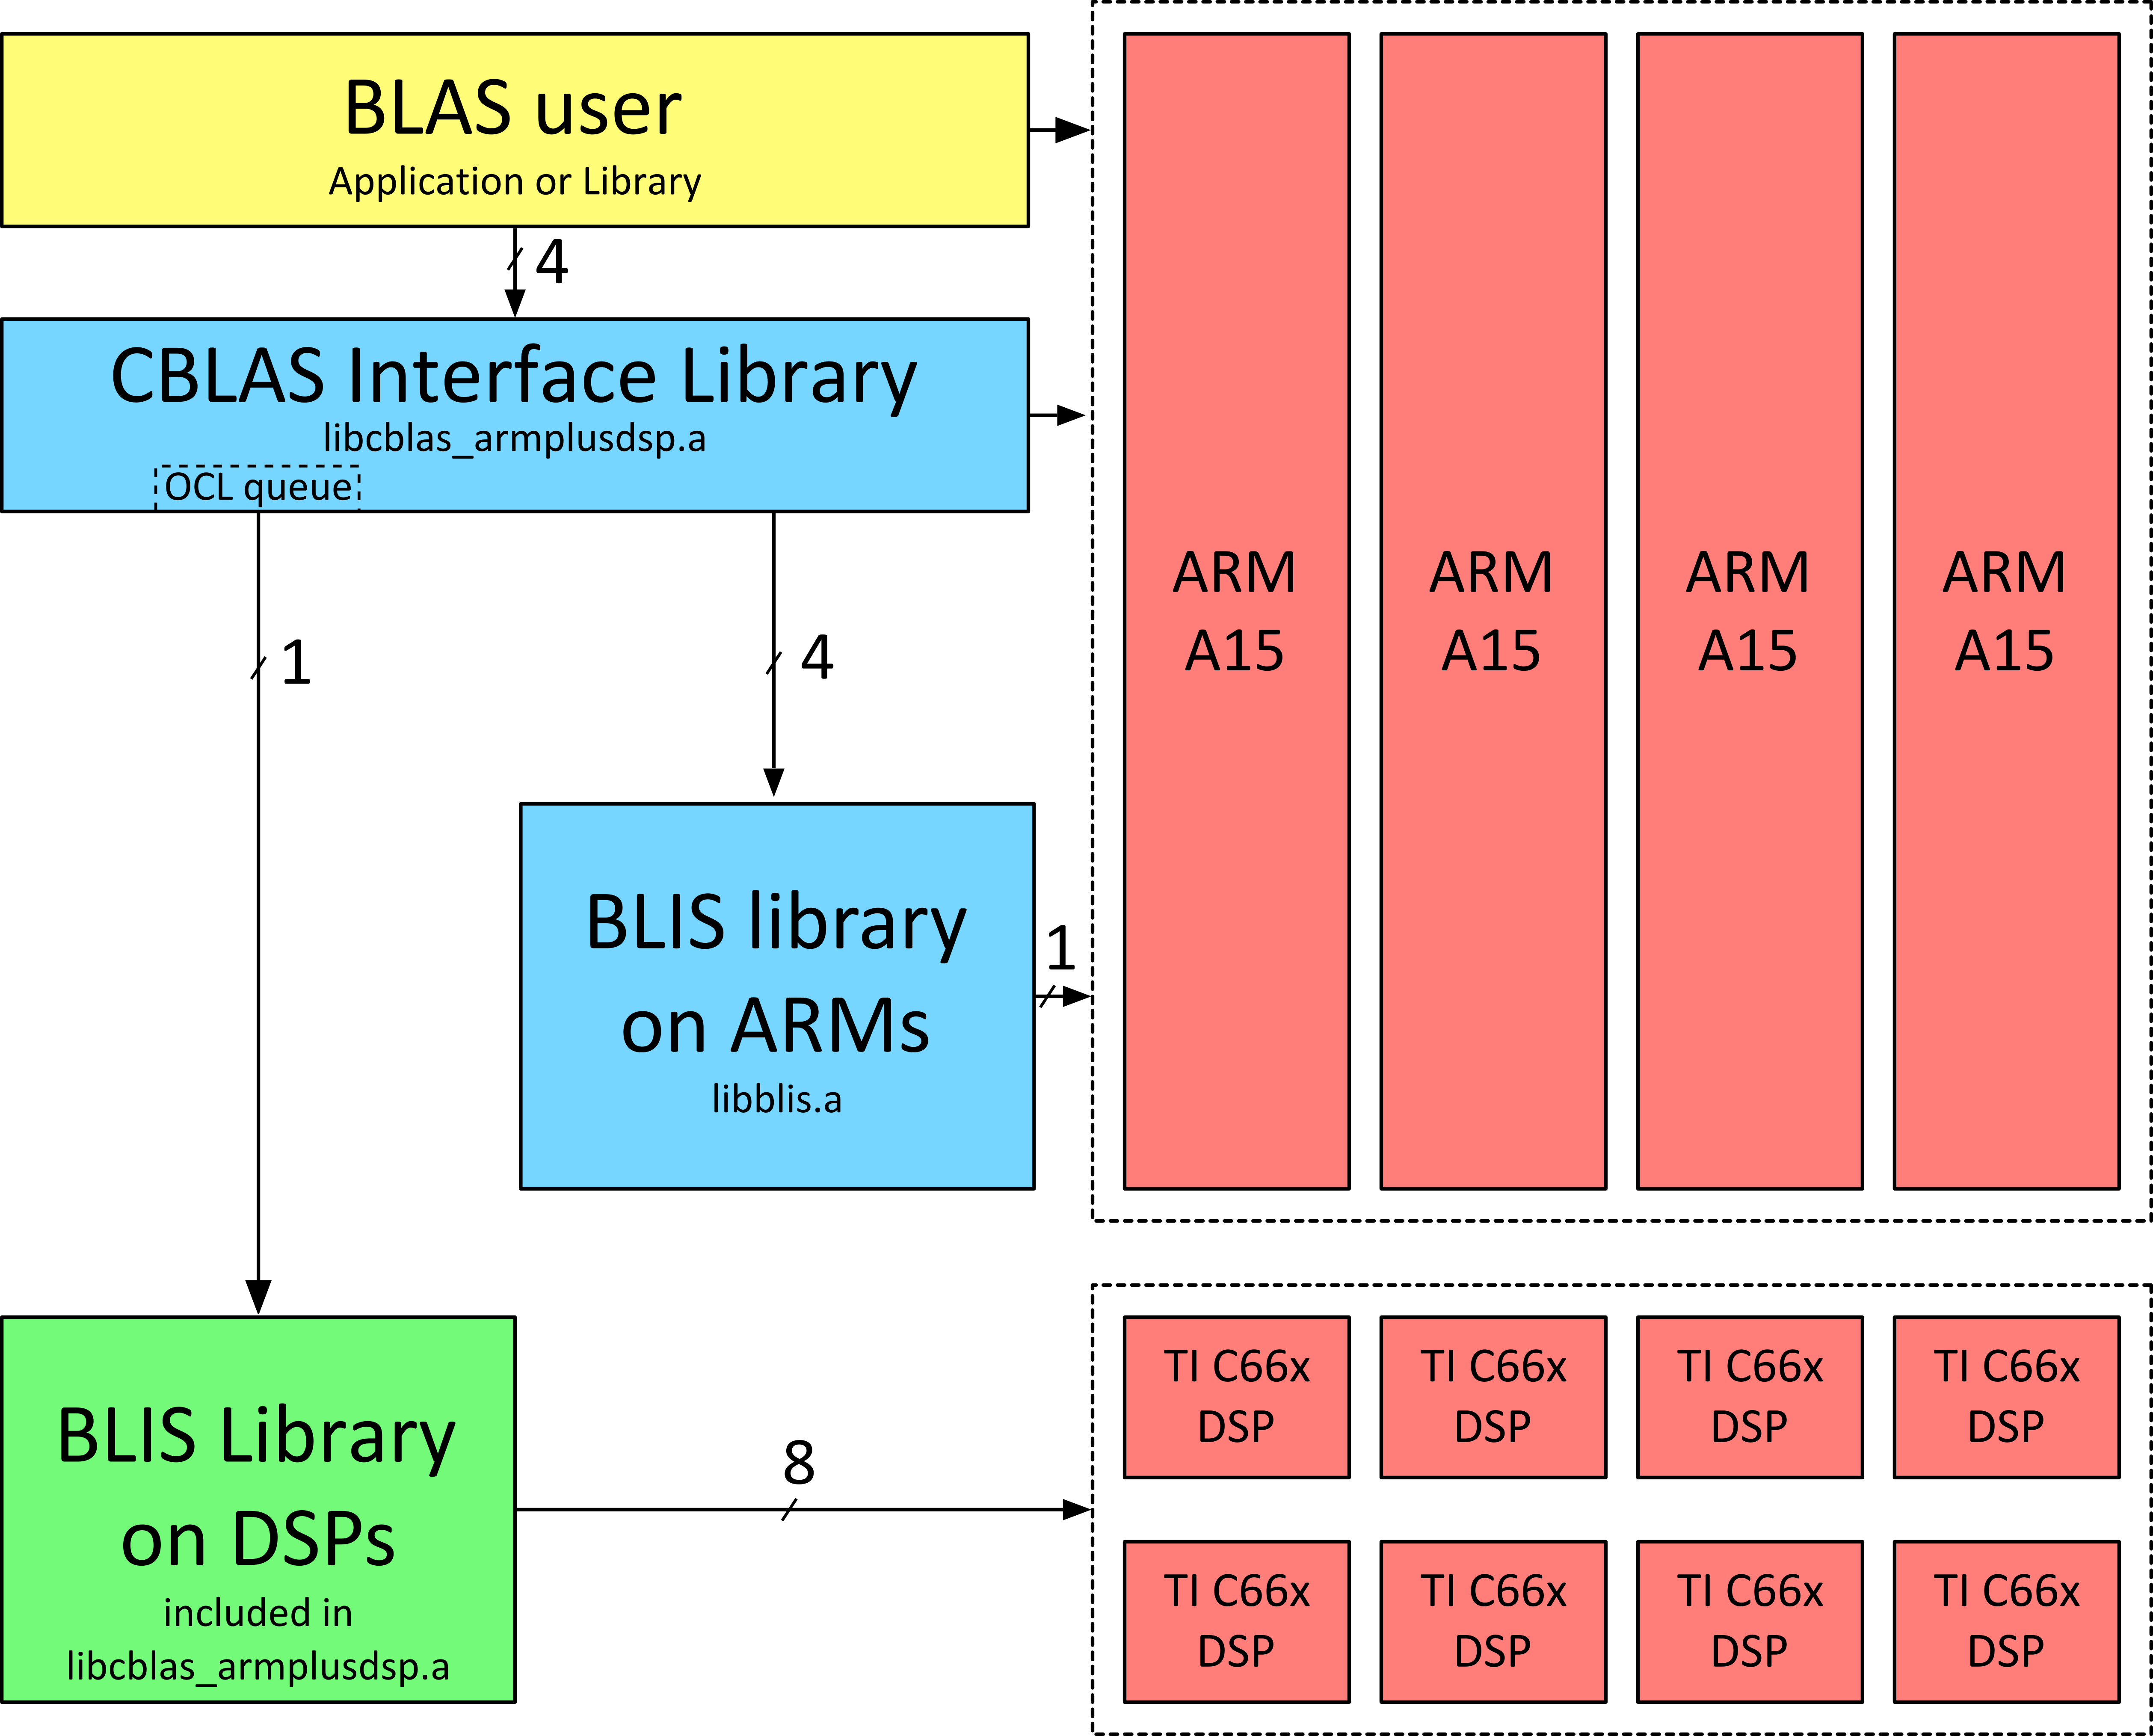 BLAS user
Application or Library
4
CBLAS Interface Library
libcblas_armplusdsp.a
OCL queue
1
4
BLIS library
on ARMs
libblis.a
1
ARM
A15
ARM
A15
ARM
A15
ARM
A15
BLIS Library
on DSPs
included in
libcblas_armplusdsp.a
8
TI C66x
DSP
TI C66x
DSP
TI C66x
DSP
TI C66x
DSP
TI C66x
DSP
TI C66x
DSP
TI C66x
DSP
TI C66x
DSP